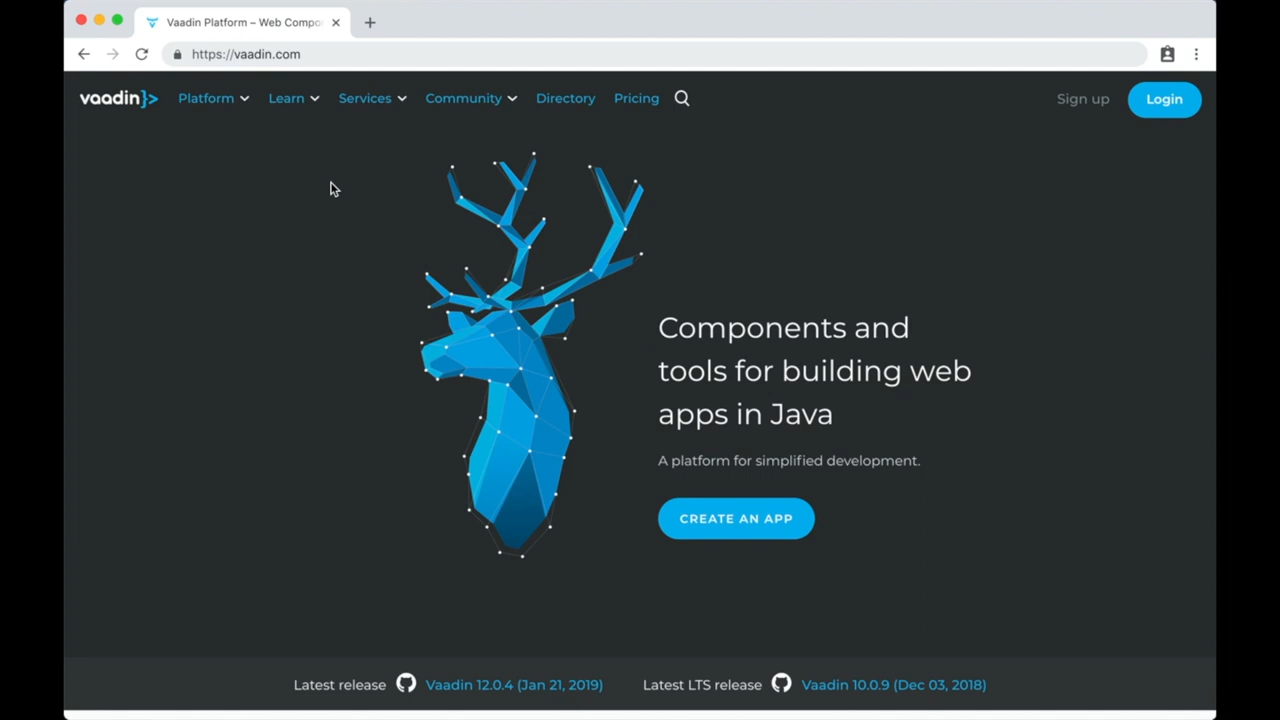 Vaadin Platform – Web Compo
https://vaadin.com
vaadin}>
Platform Learn Services Community Directory Pricing Sign up Login
Components and
tools for building web
apps in Java
A platform for simplified development.
CREATE AN APP
Latest release Vaadin 12.0.4 (Jan 21, 2019) Latest LTS release Vaadin 10.0.9 (Dec 03, 2018)